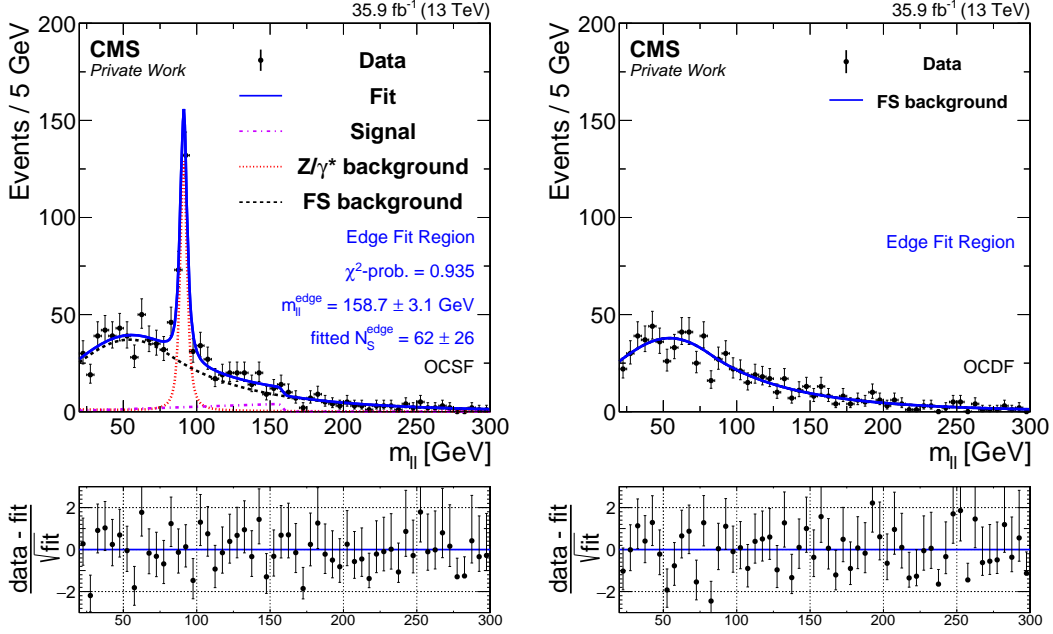 35.9 fb⁻¹ (13 TeV)
CMS
Private Work
Data
Fit
Signal
Z/γ* background
FS background
Edge Fit Region
χ²-prob. = 0.935
m_ll^edge = 158.7 ± 3.1 GeV
fitted N_S^edge = 62 ± 26
OCSF
Events / 5 GeV
200
150
100
50
0
50 100 150 200 250 300
m_ll [GeV]
data - fit
√fit
2
0
−2
50 100 150 200 250 300
35.9 fb⁻¹ (13 TeV)
CMS
Private Work
Data
FS background
Edge Fit Region
OCDF
Events / 5 GeV
200
150
100
50
0
50 100 150 200 250 300
m_ll [GeV]
data - fit
√fit
2
0
−2
50 100 150 200 250 300